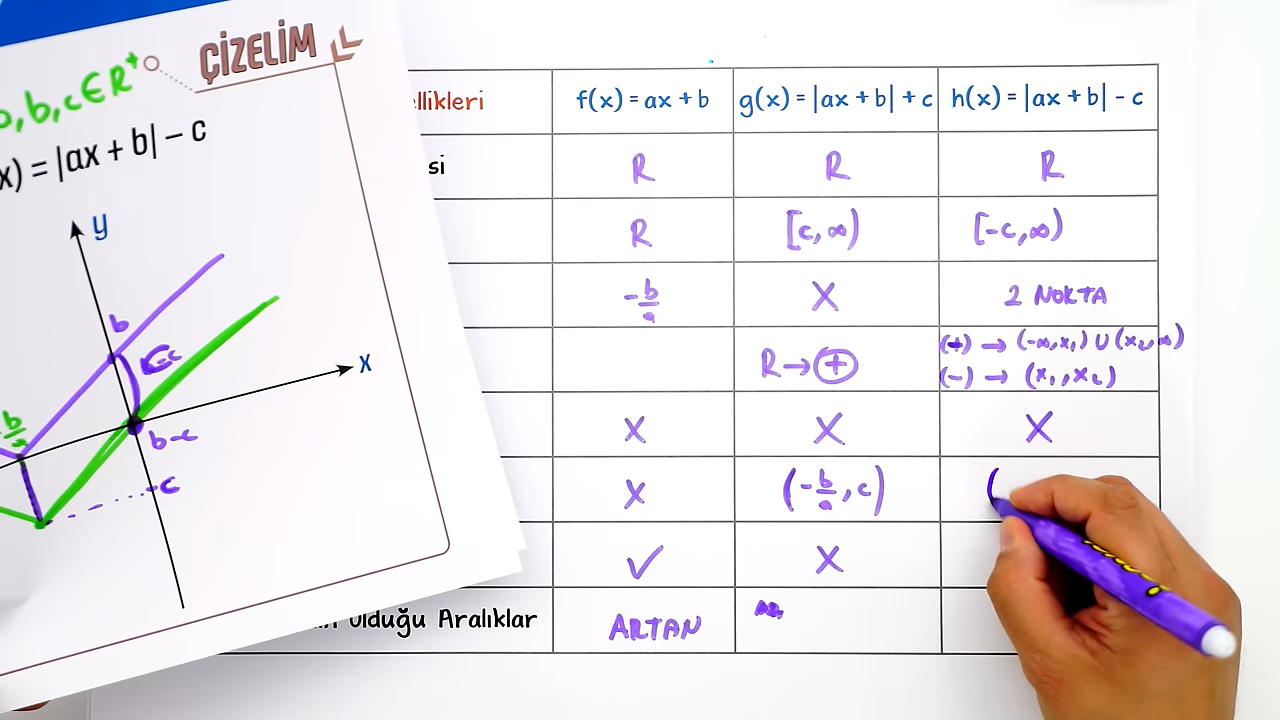 ÇİZELİM
b, c ∈ R⁺
x) = |ax + b| − c
y
b
-c
x
b-c
-c
b/a
ellikleri f(x) = ax + b g(x) = |ax + b| + c h(x) = |ax + b| - c
si R R R
R [c, ∞) [-c, ∞)
-b/a X 2 NOKTA
R → (+) (+) → (-∞, x₁) ∪ (x₂, ∞)
(-) → (x₁, x₂)
X X X
X (-b/a, c) (
✓ X
Olduğu Aralıklar ARTAN